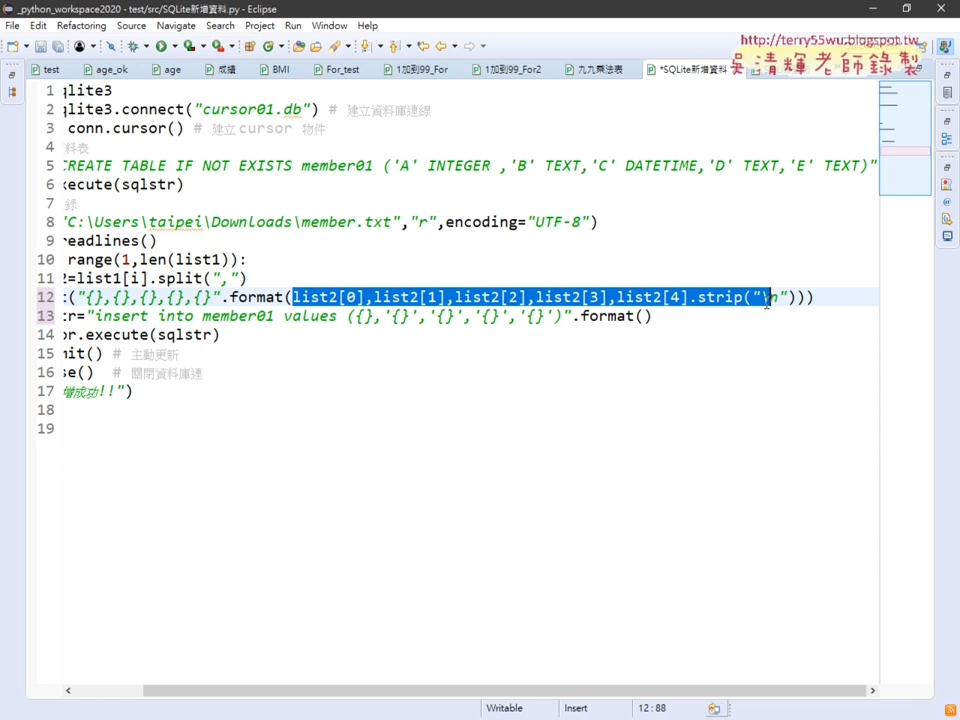 _python_workspace2020 - test/src/SQLite新增資料.py - Eclipse
File Edit Refactoring Source Navigate Search Project Run Window Help
http://terry55wu.blogspot.tw
吳清輝老師錄製
test age_ok age 成績 BMI For_test 1加到99_For 1加到99_For2 九九乘法表 *SQLite新增資料
1 qlite3
2 qlite3.connect("cursor01.db") # 建立資料庫連線
3 conn.cursor() # 建立 cursor 物件
4 料表
5 CREATE TABLE IF NOT EXISTS member01 ('A' INTEGER ,'B' TEXT,'C' DATETIME,'D' TEXT,'E' TEXT)"
6 xecute(sqlstr)
7 錄
8 "C:\Users\taipei\Downloads\member.txt","r",encoding="UTF-8")
9 readlines()
10 range(1,len(list1)):
11 2=list1[i].split(",")
12 t("{},{},{},{},{}".format(list2[0],list2[1],list2[2],list2[3],list2[4].strip("\n")))
13 tr="insert into member01 values ({},'{}','{}','{}','{}')".format()
14 or.execute(sqlstr)
15 mit() # 主動更新
16 se() # 關閉資料庫連
17 增成功!!")
18
19
Writable Insert 12:88